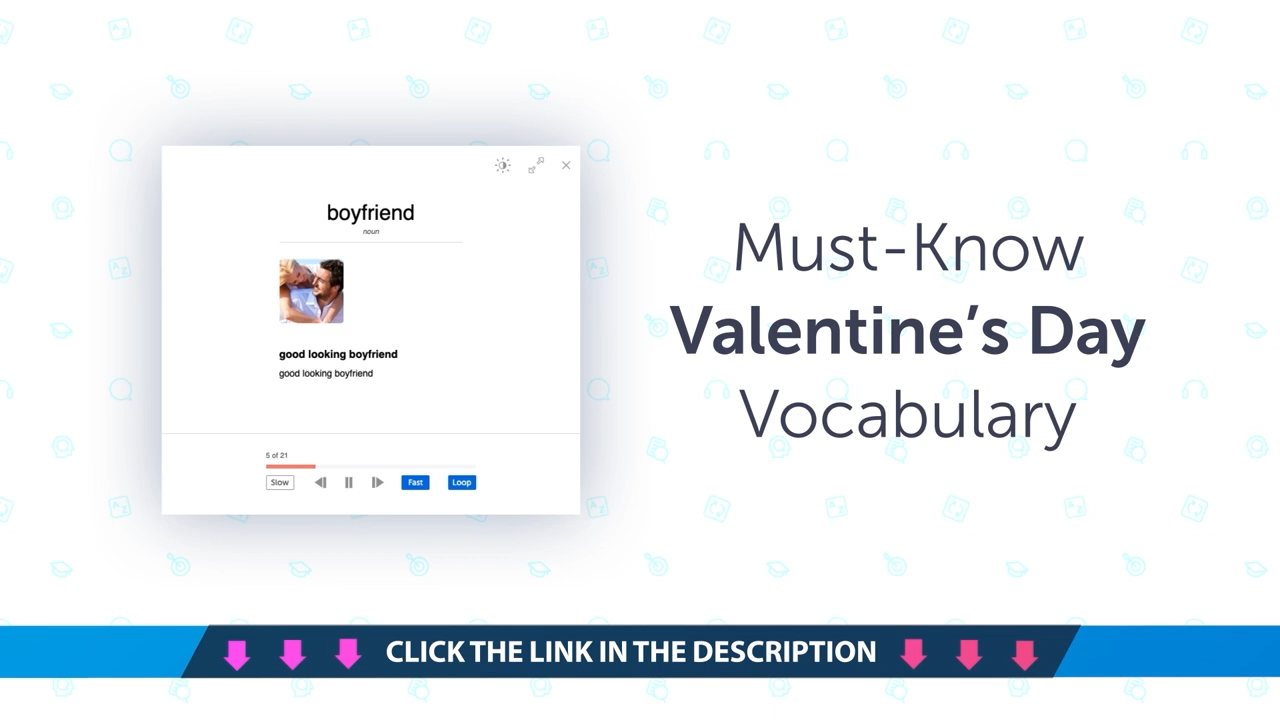 boyfriend
noun
good looking boyfriend
good looking boyfriend
5 of 21
Slow
Fast
Loop
Must-Know
Valentine's Day
Vocabulary
CLICK THE LINK IN THE DESCRIPTION